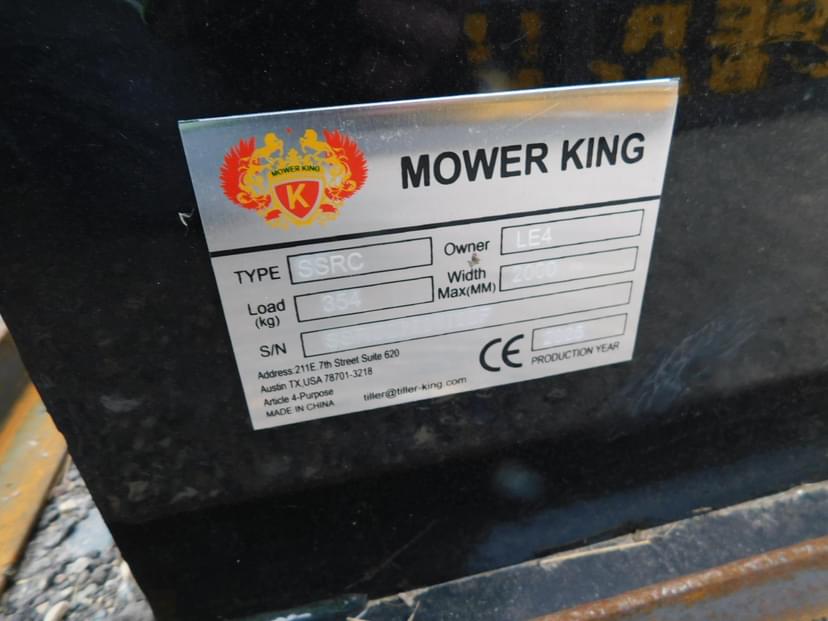 MOWER KING
K
MOWER KING
TYPE SSRC
Owner LE4
Load (kg) 354
Width Max(MM) 2000
S/N
CE
PRODUCTION YEAR
Address:211E.7th Street Suite 620
Austin TX,USA 78701-3218
Article 4-Purpose
MADE IN CHINA
tiller@tiller-king.com